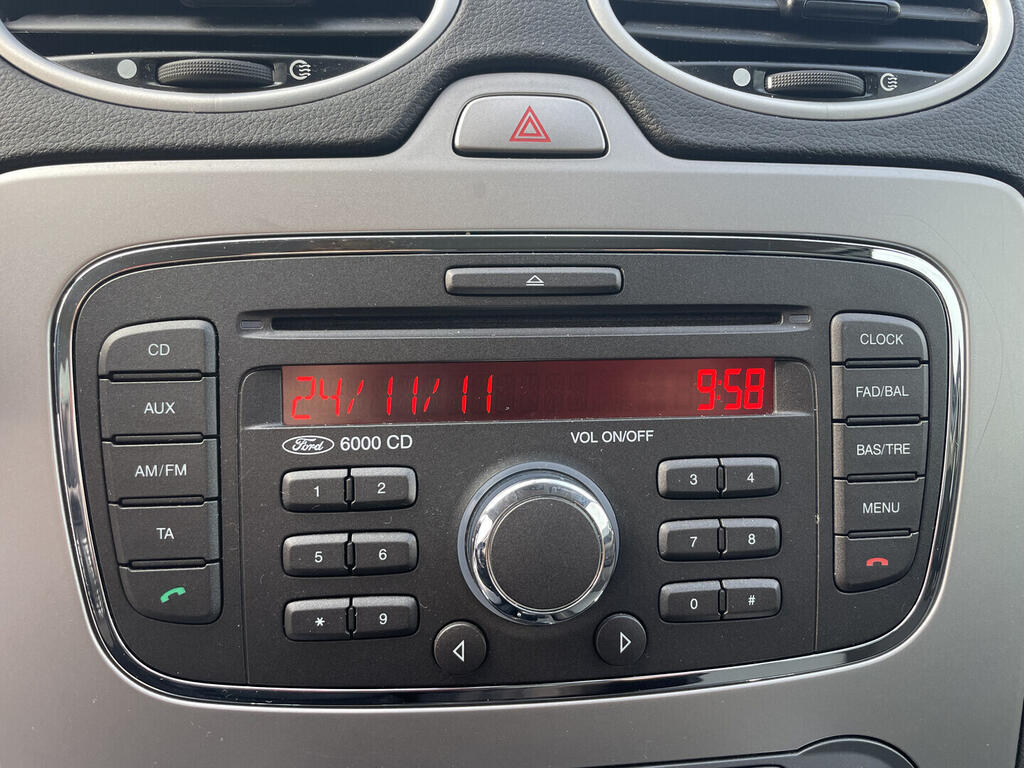 CD
CLOCK
24/11/11 9:58
AUX
FAD/BAL
Ford 6000 CD
VOL ON/OFF
BAS/TRE
AM/FM
1 2
3 4
MENU
TA
5 6
7 8
* 9
0 #